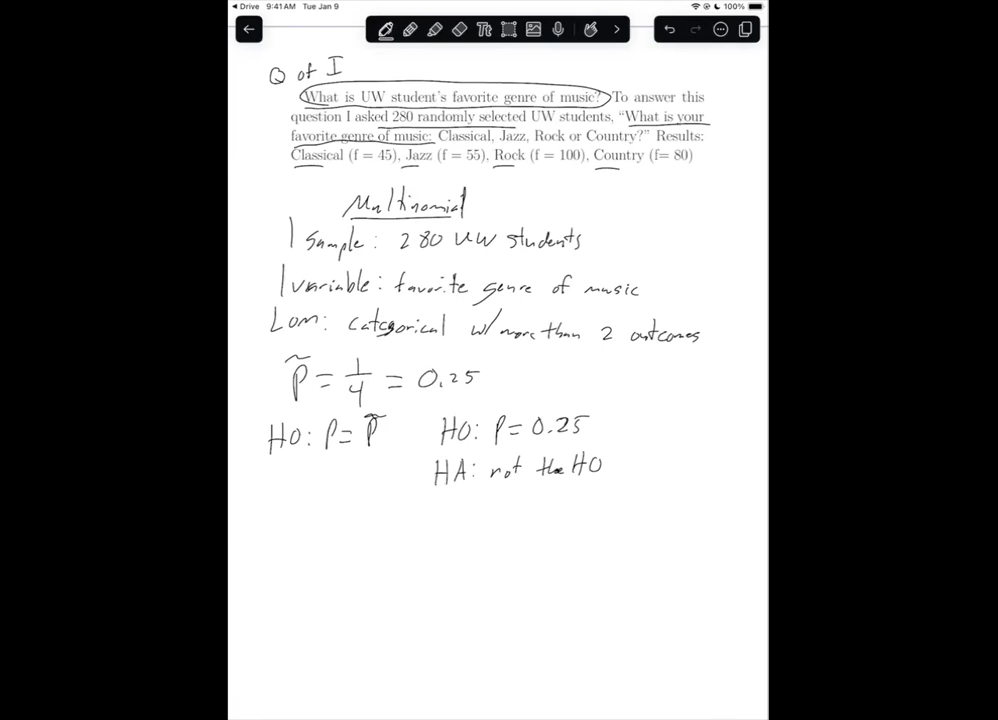 Drive 9:41 AM Tue Jan 9 100%
Tt
Q of I
What is UW student's favorite genre of music? To answer this
question I asked 280 randomly selected UW students, "What is your
favorite genre of music: Classical, Jazz, Rock or Country?" Results:
Classical (f = 45), Jazz (f = 55), Rock (f = 100), Country (f= 80)
Multinomial
1 sample: 280 UW students
1 variable: favorite genre of music
LOM: categorical w/ more than 2 outcomes
p̃ = 1/4 = 0.25
HO: p = p̃ HO: p = 0.25
HA: not the HO